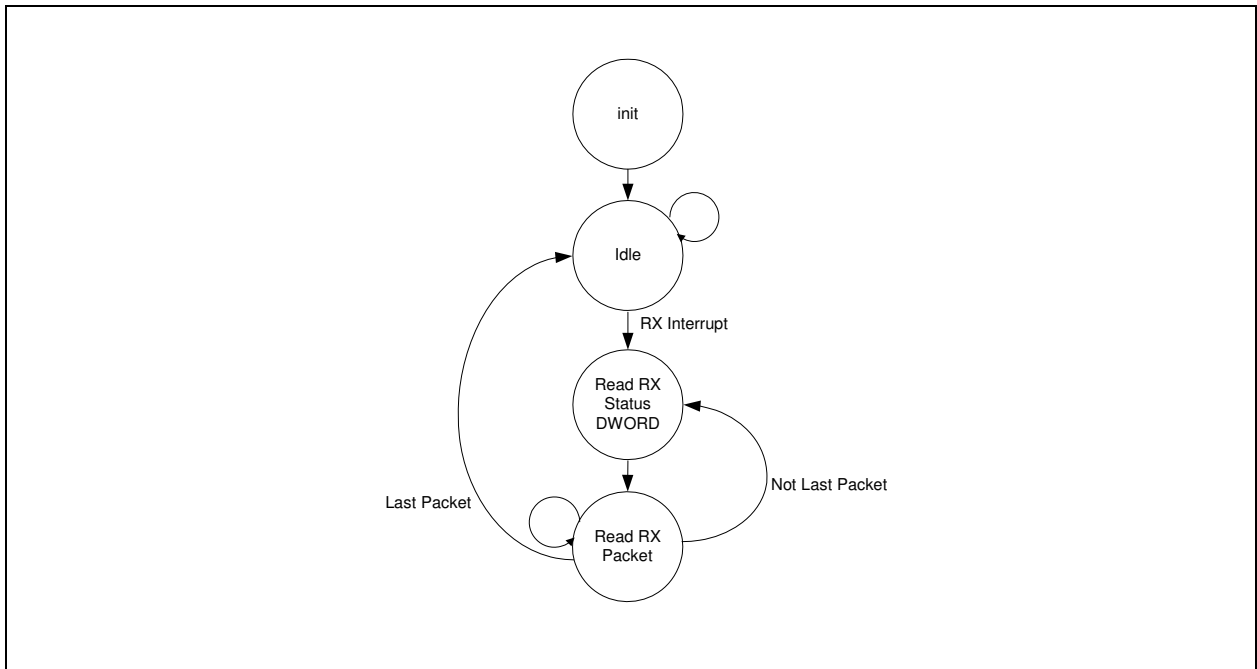 init
Idle
RX Interrupt
Read RX
Status
DWORD
Not Last Packet
Last Packet
Read RX
Packet